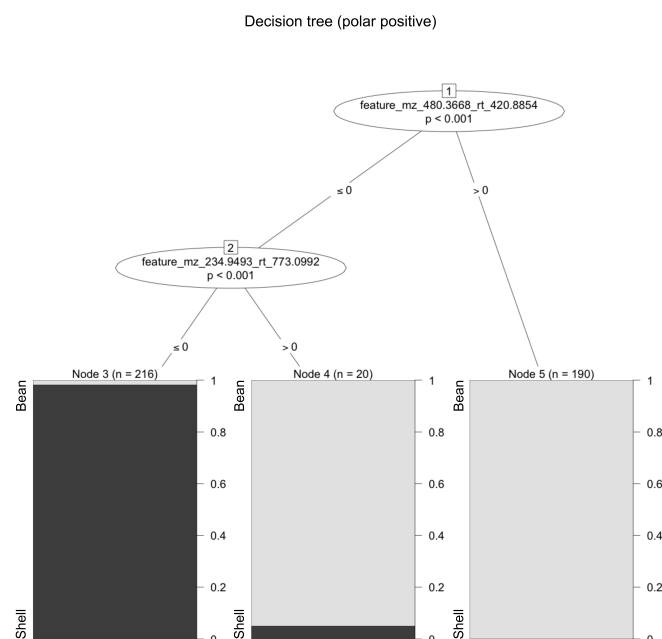 Decision tree (polar positive)
1
feature_mz_480.3668_rt_420.8854
p < 0.001
≤ 0
> 0
2
feature_mz_234.9493_rt_773.0992
p < 0.001
≤ 0
> 0
Node 3 (n = 216)
Bean
Shell
1
0.8
0.6
0.4
0.2
0
Node 4 (n = 20)
Bean
Shell
1
0.8
0.6
0.4
0.2
0
Node 5 (n = 190)
Bean
Shell
1
0.8
0.6
0.4
0.2
0